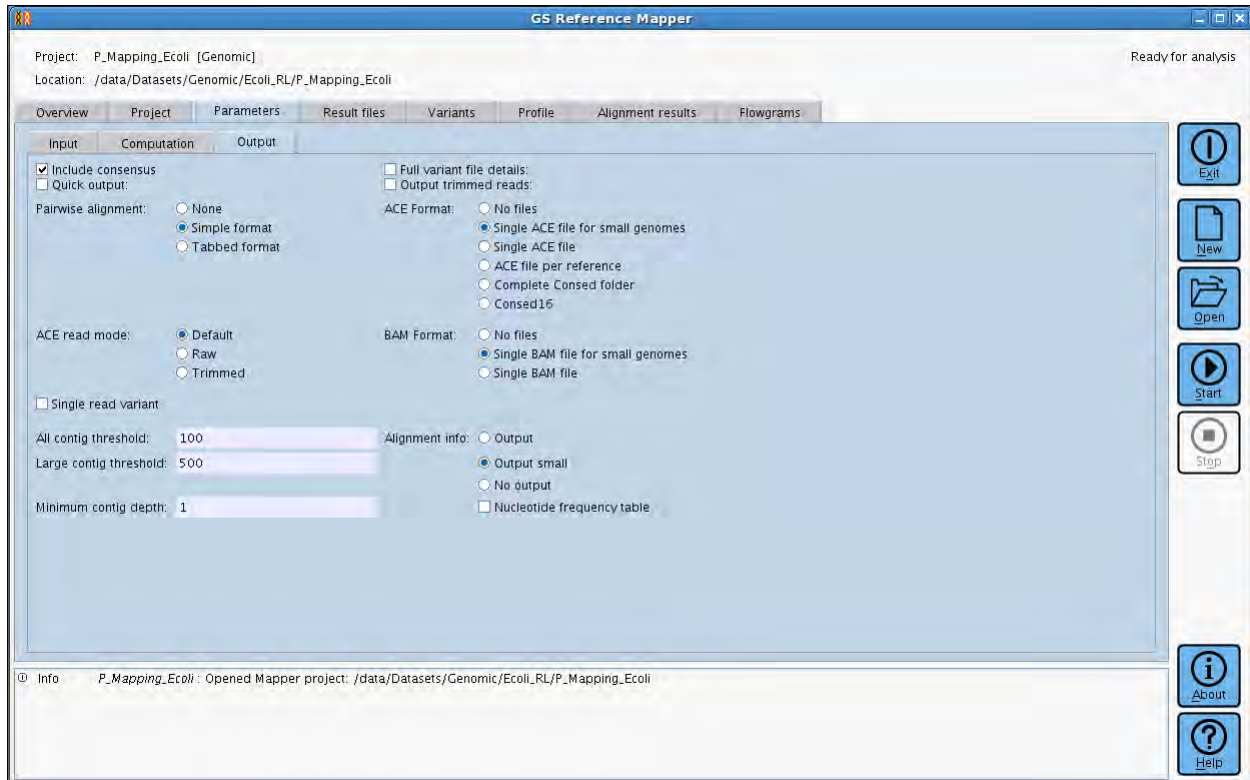 GS Reference Mapper
Project: P_Mapping_Ecoli [Genomic]
Ready for analysis
Location: /data/Datasets/Genomic/Ecoli_RL/P_Mapping_Ecoli
Overview Project Parameters Result files Variants Profile Alignment results Flowgrams
Input Computation Output
Include consensus Full variant file details:
Quick output: Output trimmed reads:
Pairwise alignment: None ACE Format: No files
Simple format Single ACE file for small genomes
Tabbed format Single ACE file
ACE file per reference
Complete Consed folder
Consed16
ACE read mode: Default BAM Format: No files
Raw Single BAM file for small genomes
Trimmed Single BAM file
Single read variant
All contig threshold: 100 Alignment info: Output
Large contig threshold: 500 Output small
No output
Minimum contig depth: 1 Nucleotide frequency table
Exit
New
Open
Start
Stop
About
Help
Info P_Mapping_Ecoli : Opened Mapper project: /data/Datasets/Genomic/Ecoli_RL/P_Mapping_Ecoli